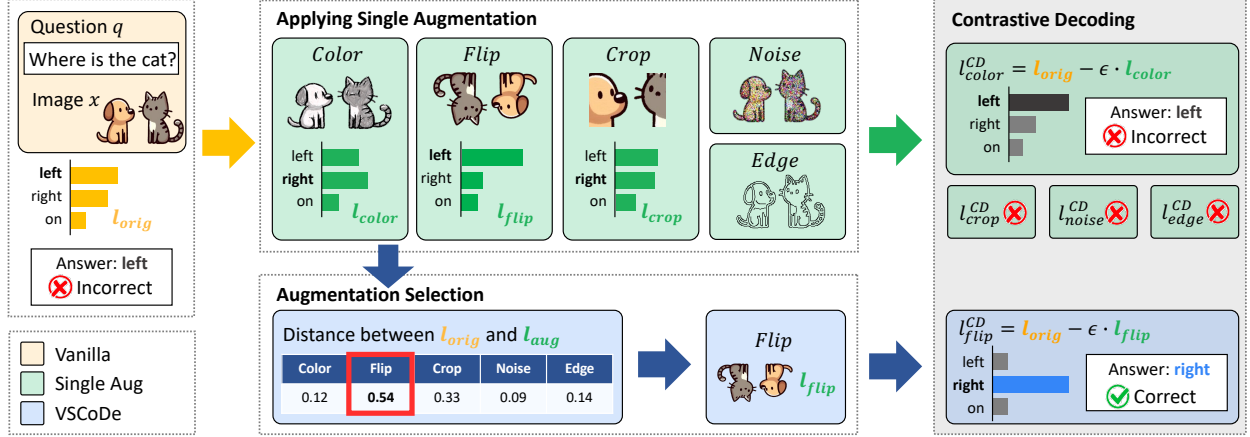 Question q
Where is the cat?
Image x
left
right
on
l_orig
Answer: left
Incorrect
Vanilla
Single Aug
VSCoDe
Applying Single Augmentation
Color
left
right
on
l_color
Flip
left
right
on
l_flip
Crop
left
right
on
l_crop
Noise
Edge
Augmentation Selection
Distance between l_orig and l_aug
Color Flip Crop Noise Edge
0.12 0.54 0.33 0.09 0.14
Flip
l_flip
Contrastive Decoding
l^CD_color = l_orig − ϵ · l_color
left
right
on
Answer: left
Incorrect
l^CD_crop
l^CD_noise
l^CD_edge
l^CD_flip = l_orig − ϵ · l_flip
left
right
on
Answer: right
Correct